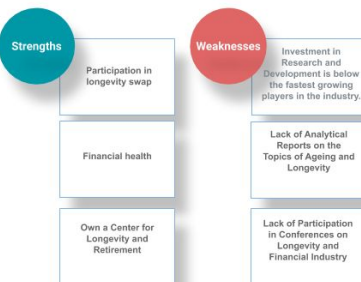 Strengths
Participation in
longevity swap
Financial health
Own a Center for
Longevity and
Retirement
Weaknesses
Investment in
Research and
Development is below
the fastest growing
players in the industry.
Lack of Analytical
Reports on the
Topics of Ageing and
Longevity
Lack of Participation
in Conferences on
Longevity and
Financial Industry